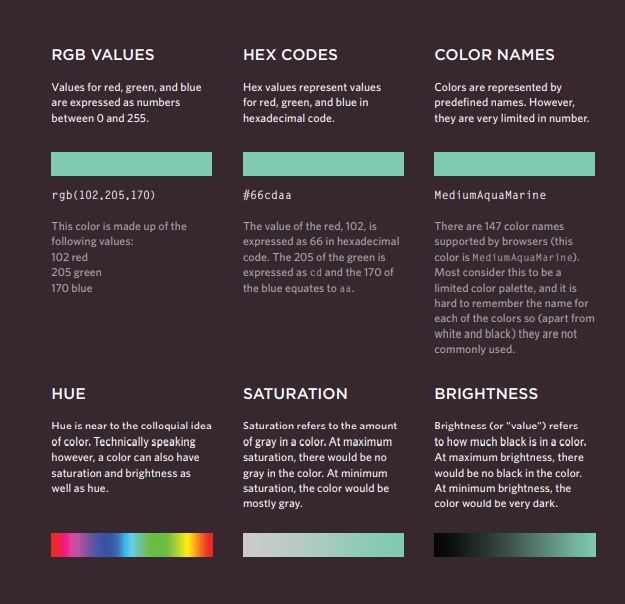 RGB VALUES
Values for red, green, and blue
are expressed as numbers
between 0 and 255.
rgb(102,205,170)
This color is made up of the
following values:
102 red
205 green
170 blue
HEX CODES
Hex values represent values
for red, green, and blue in
hexadecimal code.
#66cdaa
The value of the red, 102, is
expressed as 66 in hexadecimal
code. The 205 of the green is
expressed as cd and the 170 of
the blue equates to aa.
COLOR NAMES
Colors are represented by
predefined names. However,
they are very limited in number.
MediumAquaMarine
There are 147 color names
supported by browsers (this
color is MediumAquaMarine).
Most consider this to be a
limited color palette, and it is
hard to remember the name for
each of the colors so (apart from
white and black) they are not
commonly used.
HUE
Hue is near to the colloquial idea
of color. Technically speaking
however, a color can also have
saturation and brightness as
well as hue.
SATURATION
Saturation refers to the amount
of gray in a color. At maximum
saturation, there would be no
gray in the color. At minimum
saturation, the color would be
mostly gray.
BRIGHTNESS
Brightness (or "value") refers
to how much black is in a color.
At maximum brightness, there
would be no black in the color.
At minimum brightness, the
color would be very dark.